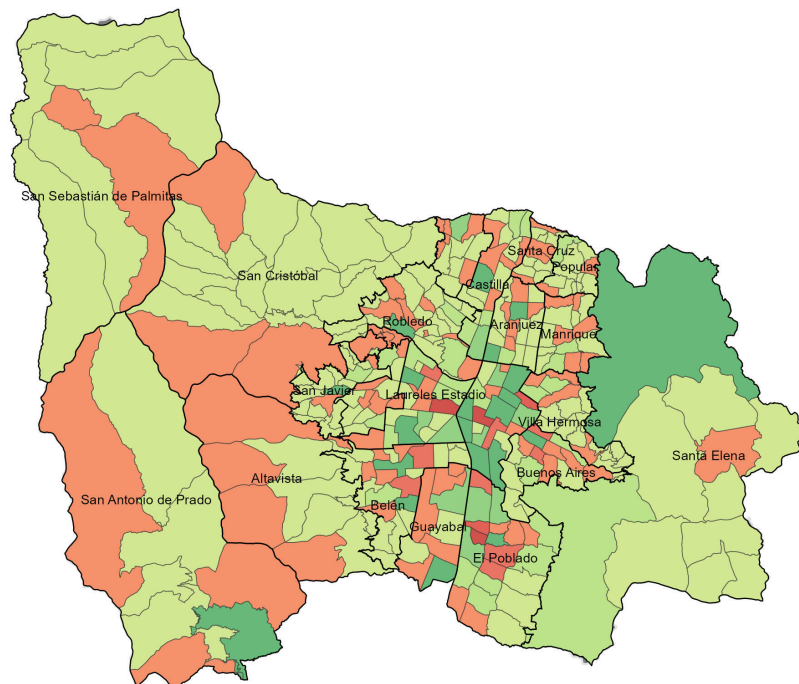 San Sebastián de Palmitas
Santa Cruz
Popular
San Cristóbal
Castilla
Robledo
Aranjuez
Manrique
San Javier
Laureles Estadio
Villa Hermosa
Santa Elena
Buenos Aires
Altavista
San Antonio de Prado
Belén
Guayabal
El Poblado